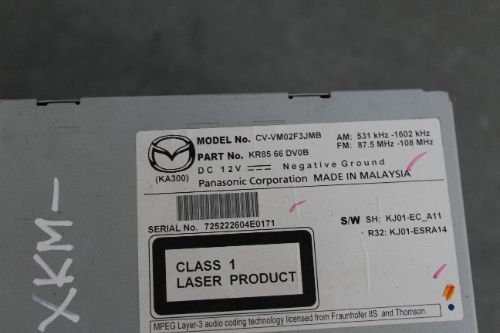 MODEL No. CV-VM02F3JMB AM: 531 kHz -1602 kHz
PART No. KR85 66 DV0B FM: 87.5 MHz -108 MHz
DC 12V Negative Ground
(KA300) Panasonic Corporation MADE IN MALAYSIA
SERIAL No. 725222604E0171
S/W SH: KJ01-EC_A11
R32: KJ01-ESRA14
CLASS 1
LASER PRODUCT
MPEG Layer-3 audio coding technology licensed from Fraunhofer IIS and Thomson.
XKM-